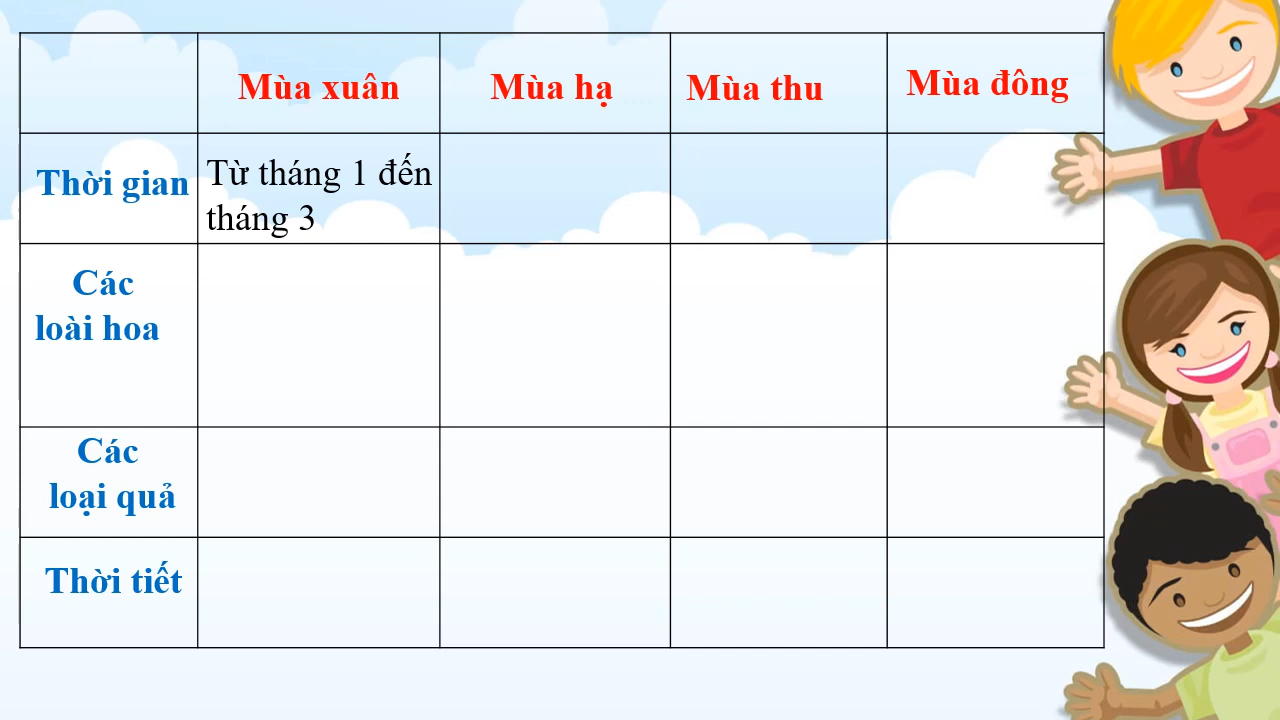 Mùa xuân
Mùa hạ
Mùa thu
Mùa đông
Thời gian
Từ tháng 1 đến
tháng 3
Các
loài hoa
Các
loại quả
Thời tiết